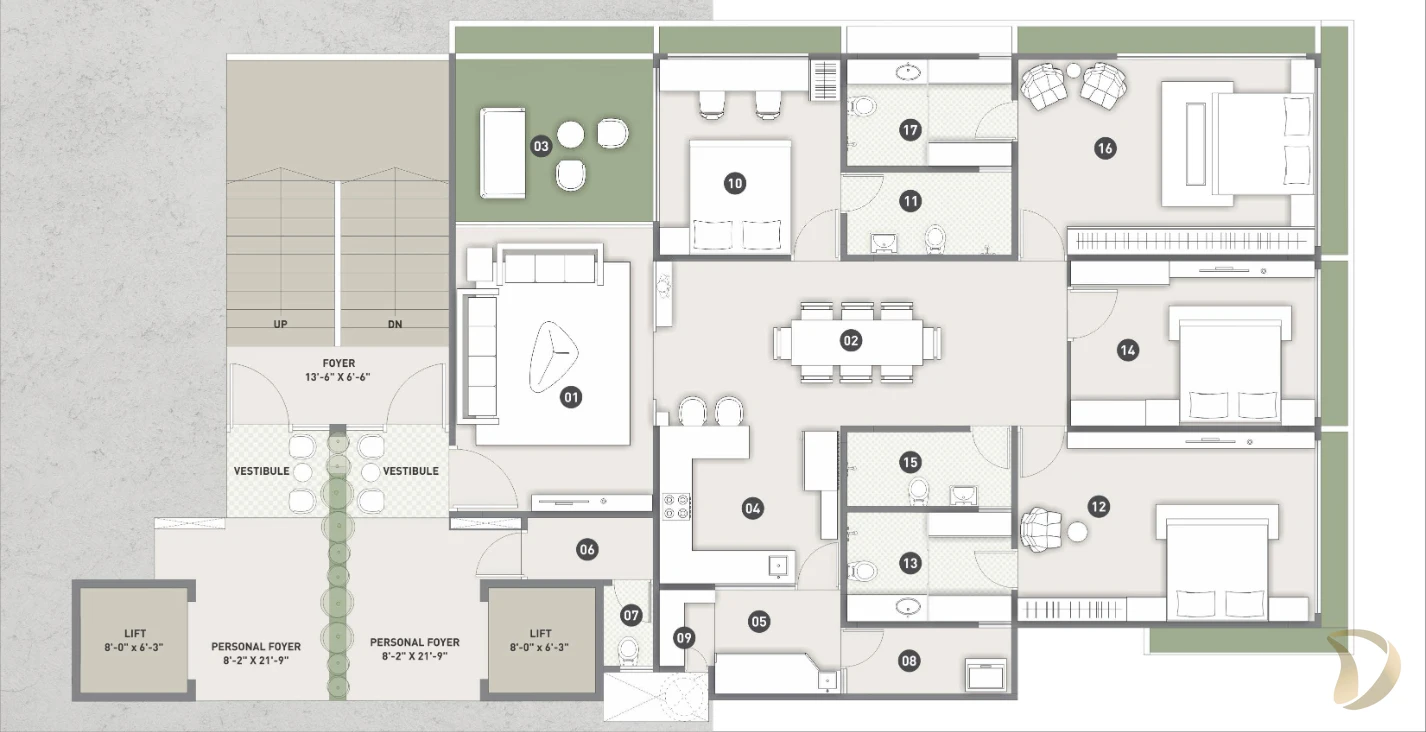 03
10
17
11
16
UP
DN
FOYER
13'-6" X 6'-6"
01
02
14
VESTIBULE
VESTIBULE
04
15
12
06
13
07
09
05
08
LIFT
8'-0" x 6'-3"
PERSONAL FOYER
8'-2" X 21'-9"
PERSONAL FOYER
8'-2" X 21'-9"
LIFT
8'-0" x 6'-3"